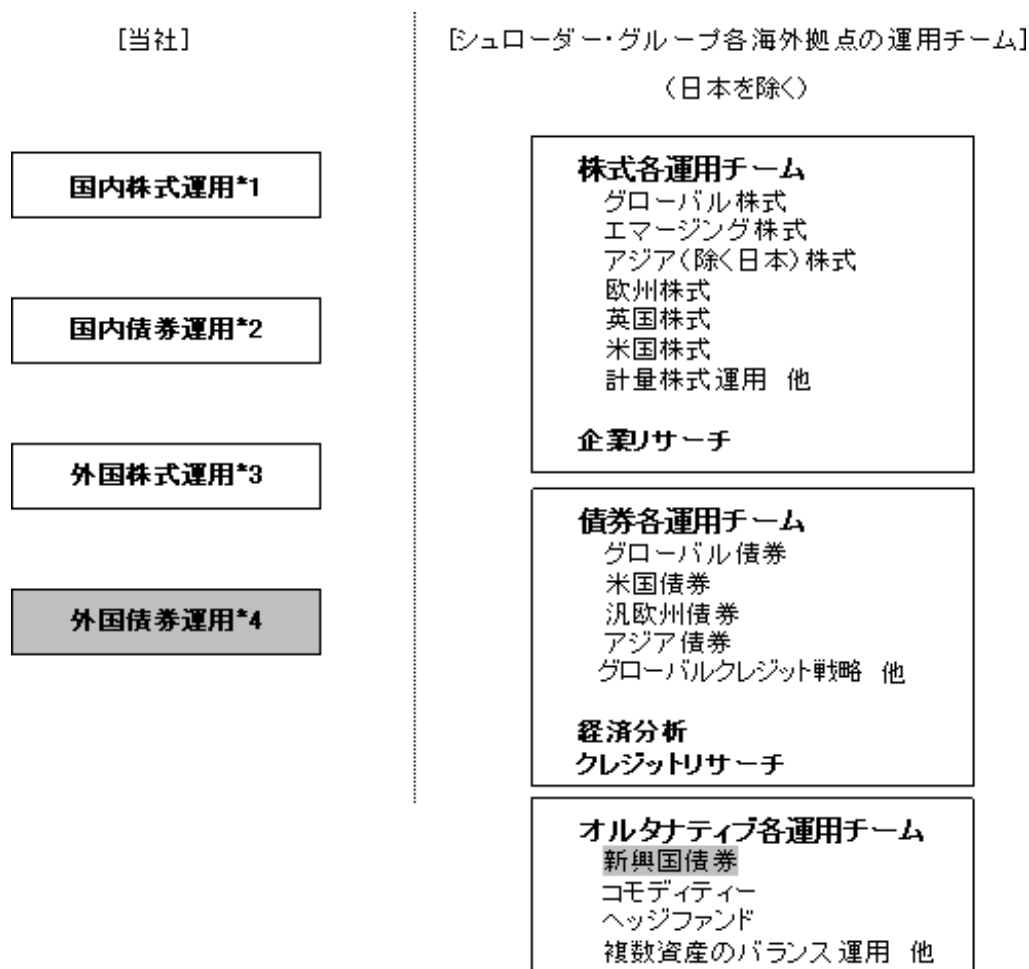 [当社]
国内株式運用*1
国内債券運用*2
外国株式運用*3
外国債券運用*4
[シュローダー・グループ各海外拠点の運用チーム]
（日本を除く）
株式各運用チーム
グローバル株式
エマージング株式
アジア（除く日本）株式
欧州株式
英国株式
米国株式
計量株式運用 他
企業リサーチ
債券各運用チーム
グローバル債券
米国債券
汎欧州債券
アジア債券
グローバルクレジット戦略 他
経済分析
クレジットリサーチ
オルタナティブ各運用チーム
新興国債券
コモディティー
ヘッジファンド
複数資産のバランス運用 他